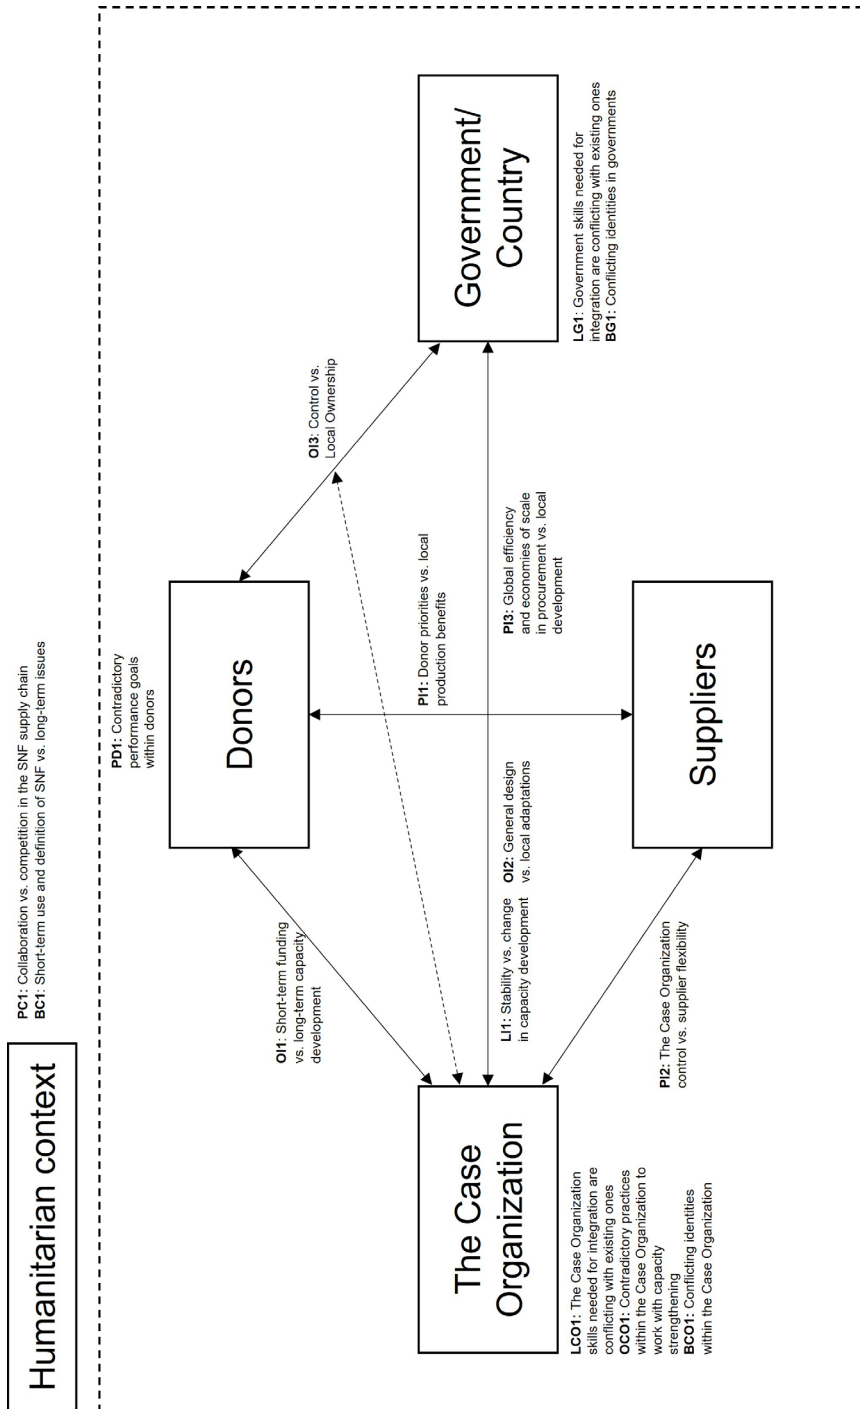 Humanitarian context
PC1: Collaboration vs. competition in the SNF supply chain
BC1: Short-term use and definition of SNF vs. long-term issues
PD1: Contradictory
performance goals
within donors
Donors
OI1: Short-term funding
vs. long-term capacity
development
OI3: Control vs.
Local Ownership
PI1: Donor priorities vs. local
production benefits
The Case
Organization
Government/
Country
LI1: Stability vs. change
in capacity development
OI2: General design
vs. local adaptations
PI3: Global efficiency
and economies of scale
in procurement vs. local
development
LCO1: The Case Organization
skills needed for integration are
conflicting with existing ones
OCO1: Contradictory practices
within the Case Organization to
work with capacity
strengthening
BCO1: Conflicting identities
within the Case Organization
LG1: Government skills needed for
integration are conflicting with existing ones
BG1: Conflicting identities in governments
PI2: The Case Organization
control vs. supplier flexibility
Suppliers